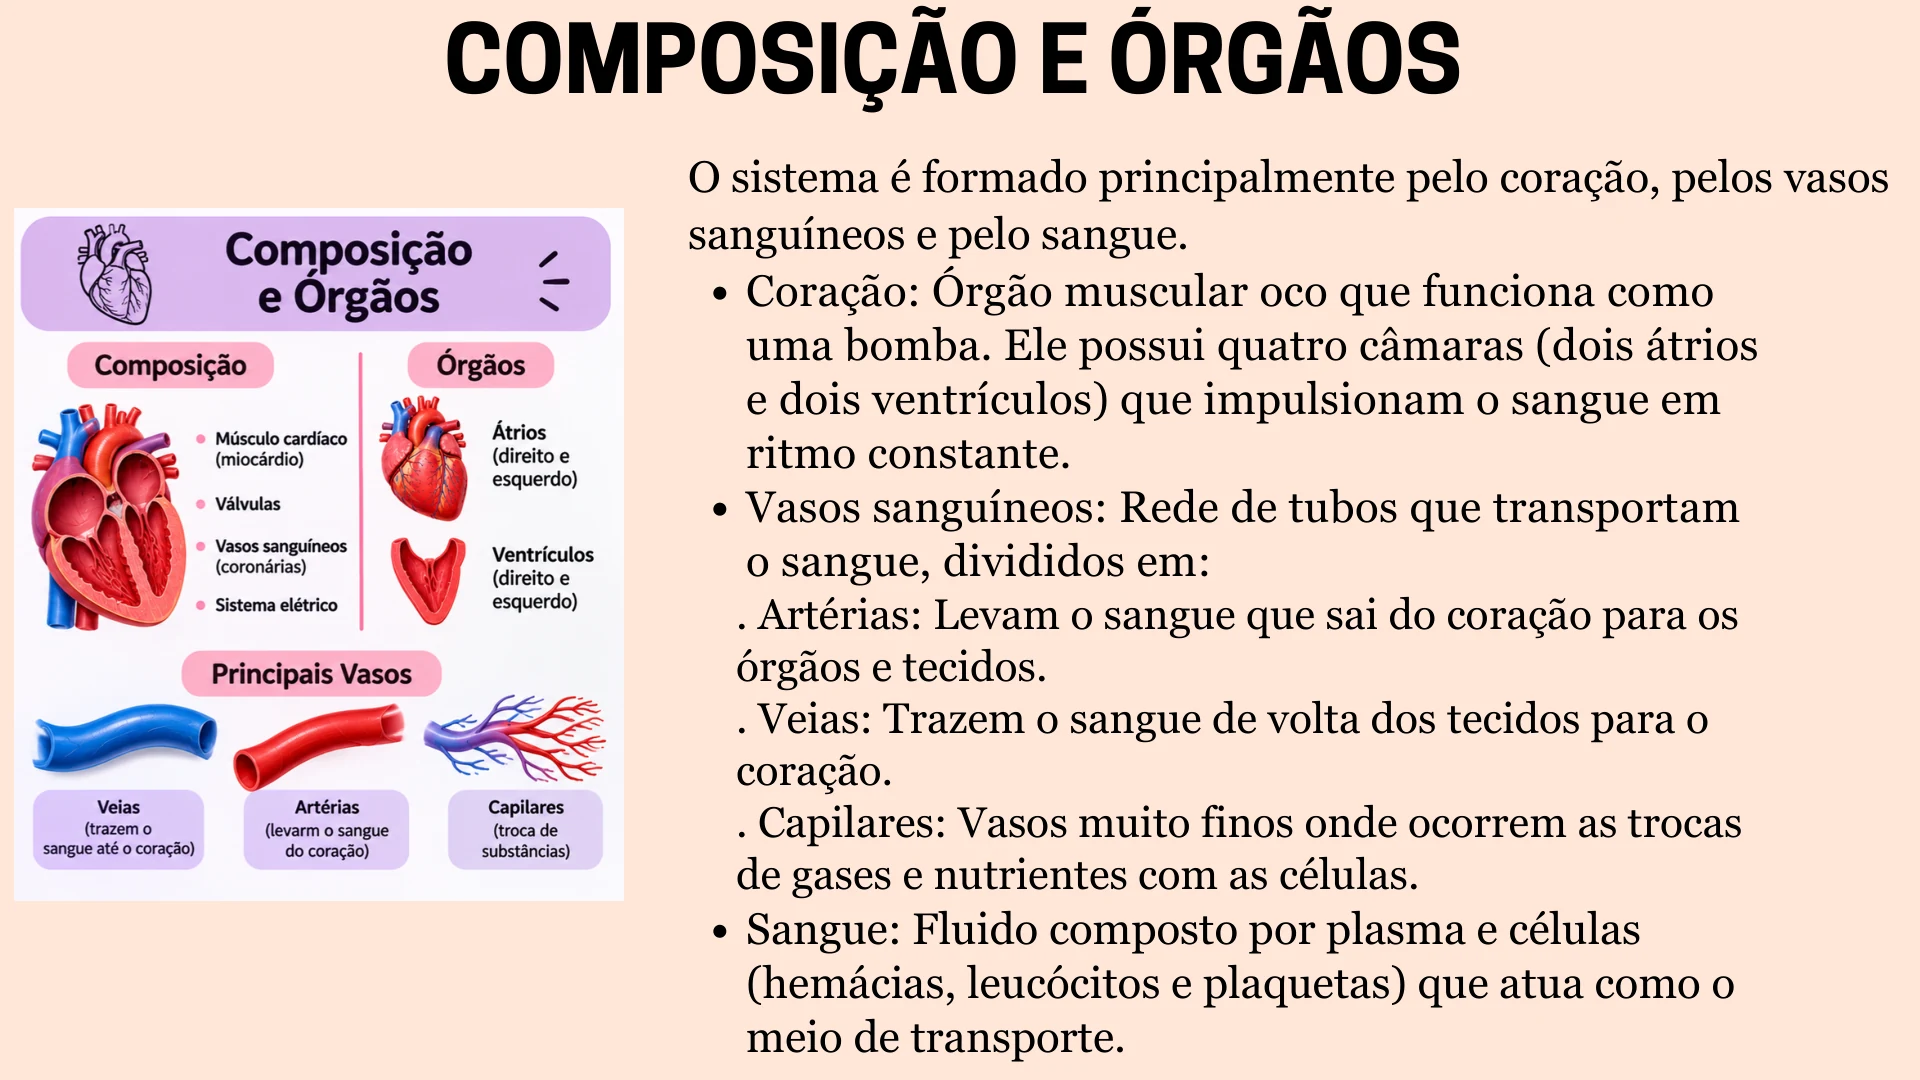 COMPOSIÇÃO E ÓRGÃOS
Composição
e Órgãos
Composição
Músculo cardíaco
(miocárdio)
Válvulas
Vasos sanguíneos
(coronárias)
Sistema elétrico
Órgãos
Átrios
(direito e
esquerdo)
Ventrículos
(direito e
esquerdo)
Principais Vasos
Veias
(trazem o
sangue até o coração)
Artérias
(levarm o sangue
do coração)
Capilares
(troca de
substâncias)
O sistema é formado principalmente pelo coração, pelos vasos
sanguíneos e pelo sangue.
• Coração: Órgão muscular oco que funciona como
uma bomba. Ele possui quatro câmaras (dois átrios
e dois ventrículos) que impulsionam o sangue em
ritmo constante.
• Vasos sanguíneos: Rede de tubos que transportam
o sangue, divididos em:
. Artérias: Levam o sangue que sai do coração para os
órgãos e tecidos.
. Veias: Trazem o sangue de volta dos tecidos para o
coração.
. Capilares: Vasos muito finos onde ocorrem as trocas
de gases e nutrientes com as células.
• Sangue: Fluido composto por plasma e células
(hemácias, leucócitos e plaquetas) que atua como o
meio de transporte.